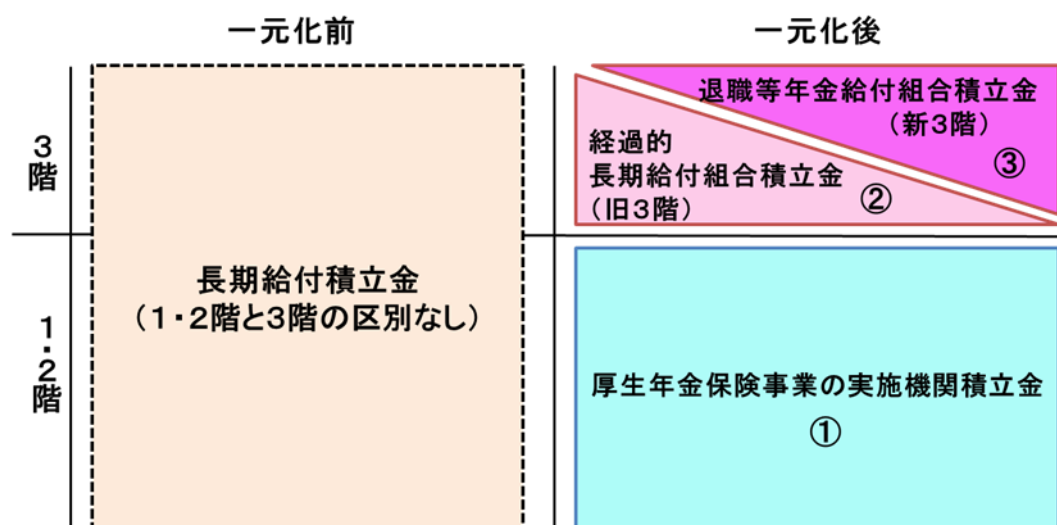 一元化前
一元化後
3階
1・2階
長期給付積立金
（1・2階と3階の区別なし）
退職等年金給付組合積立金
（新3階）
③
経過的
長期給付組合積立金
（旧3階）
②
厚生年金保険事業の実施機関積立金
①